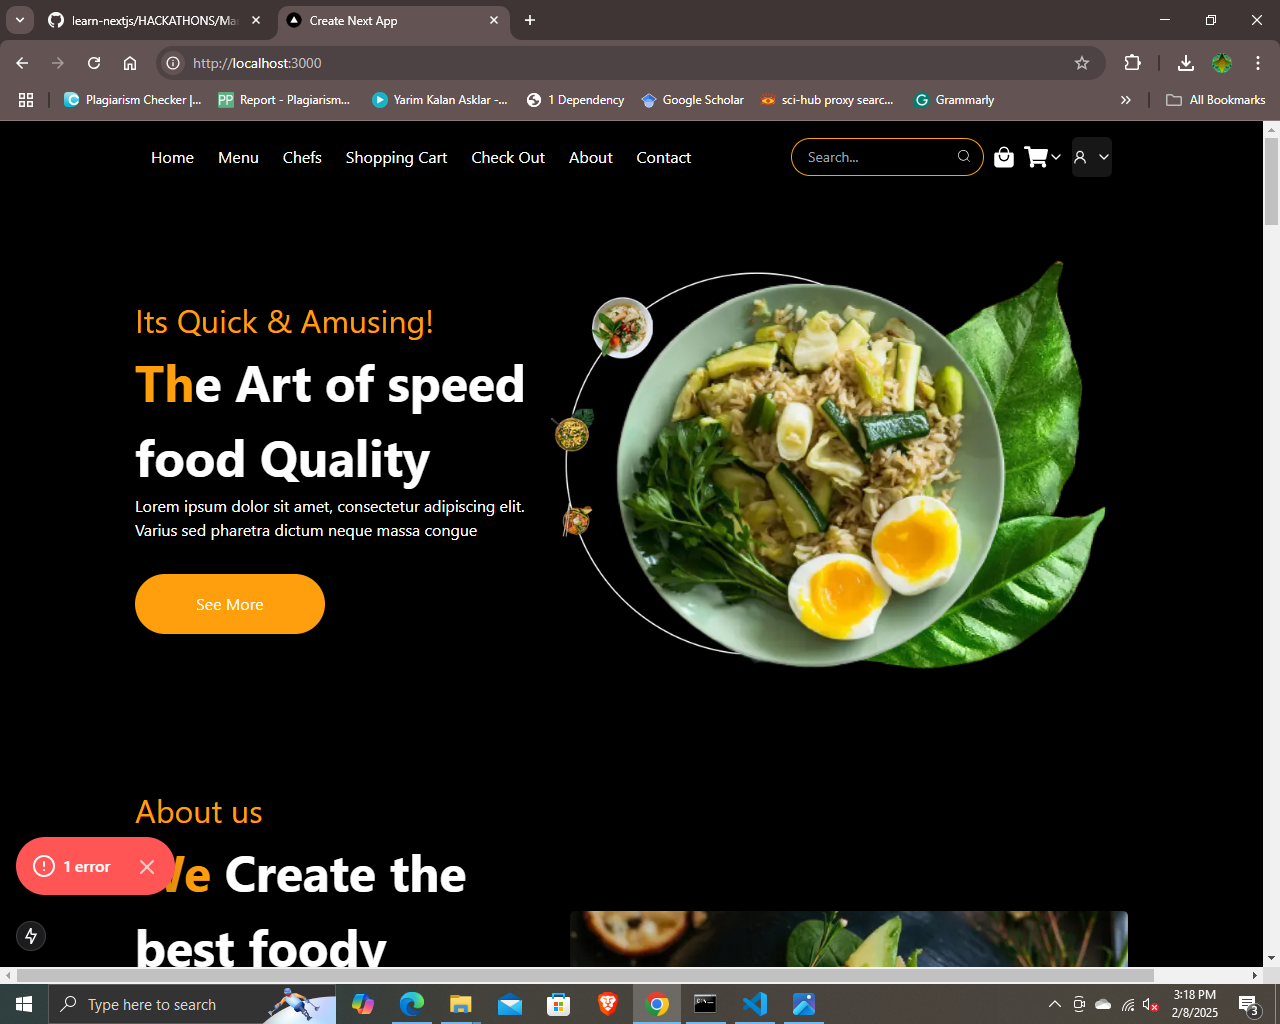 learn-nextjs/HACKATHONS/Ma
Create Next App
http://localhost:3000
Plagiarism Checker |...
Report - Plagiarism...
Yarim Kalan Asklar -...
1 Dependency
Google Scholar
sci-hub proxy searc...
Grammarly
All Bookmarks
Home Menu Chefs Shopping Cart Check Out About Contact
Search...
Its Quick & Amusing!
The Art of speed
food Quality
Lorem ipsum dolor sit amet, consectetur adipiscing elit.
Varius sed pharetra dictum neque massa congue
See More
About us
We Create the
best foody
1 error
Type here to search
3:18 PM
2/8/2025
3